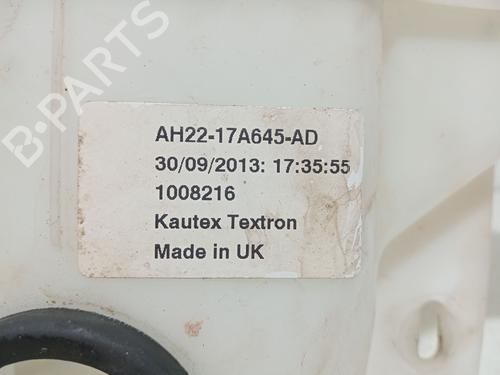 B-PARTS
AH22-17A645-AD
30/09/2013: 17:35:55
1008216
Kautex Textron
Made in UK